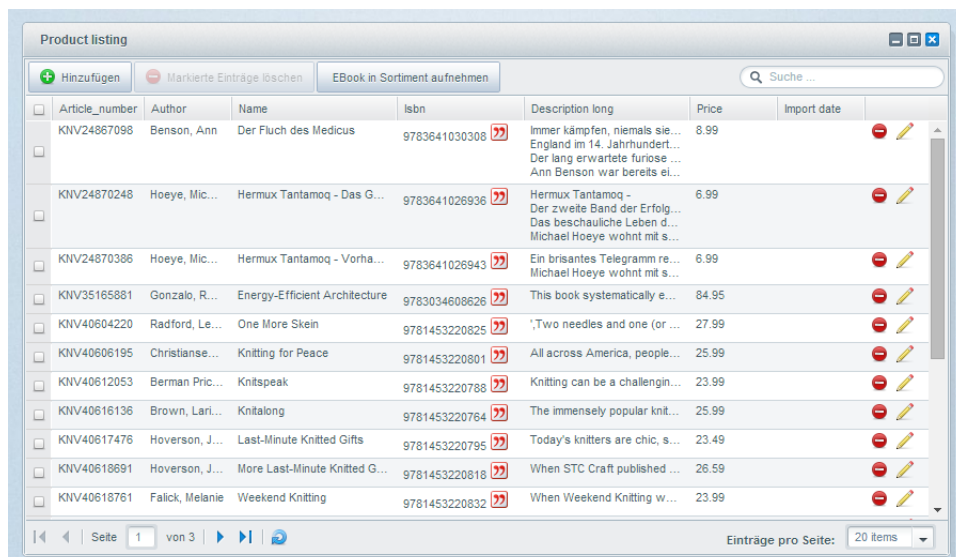 Product listing
Hinzufügen Markierte Einträge löschen EBook in Sortiment aufnehmen Suche ...
Article_number Author Name Isbn Description long Price Import date
KNV24867098 Benson, Ann Der Fluch des Medicus 9783641030308 Immer kämpfen, niemals sie... 8.99
England im 14. Jahrhundert...
Der lang erwartete furiose ...
Ann Benson war bereits ei...
KNV24870248 Hoeye, Mic... Hermux Tantamoq - Das G... 9783641026936 Hermux Tantamoq - 6.99
Der zweite Band der Erfolg...
Das beschauliche Leben d...
Michael Hoeye wohnt mit s...
KNV24870386 Hoeye, Mic... Hermux Tantamoq - Vorha... 9783641026943 Ein brisantes Telegramm re... 6.99
Michael Hoeye wohnt mit s...
KNV35165881 Gonzalo, R... Energy-Efficient Architecture 9783034608626 This book systematically e... 84.95
KNV40604220 Radford, Le... One More Skein 9781453220825 ',Two needles and one (or ... 27.99
KNV40606195 Christianse... Knitting for Peace 9781453220801 All across America, people... 25.99
KNV40612053 Berman Pric... Knitspeak 9781453220788 Knitting can be a challengin... 23.99
KNV40616136 Brown, Lari... Knitalong 9781453220764 The immensely popular knit... 25.99
KNV40617476 Hoverson, J... Last-Minute Knitted Gifts 9781453220795 Today's knitters are chic, s... 23.49
KNV40618691 Hoverson, J... More Last-Minute Knitted G... 9781453220818 When STC Craft published ... 26.59
KNV40618761 Falick, Melanie Weekend Knitting 9781453220832 When Weekend Knitting w... 23.99
Seite 1 von 3 Einträge pro Seite: 20 items